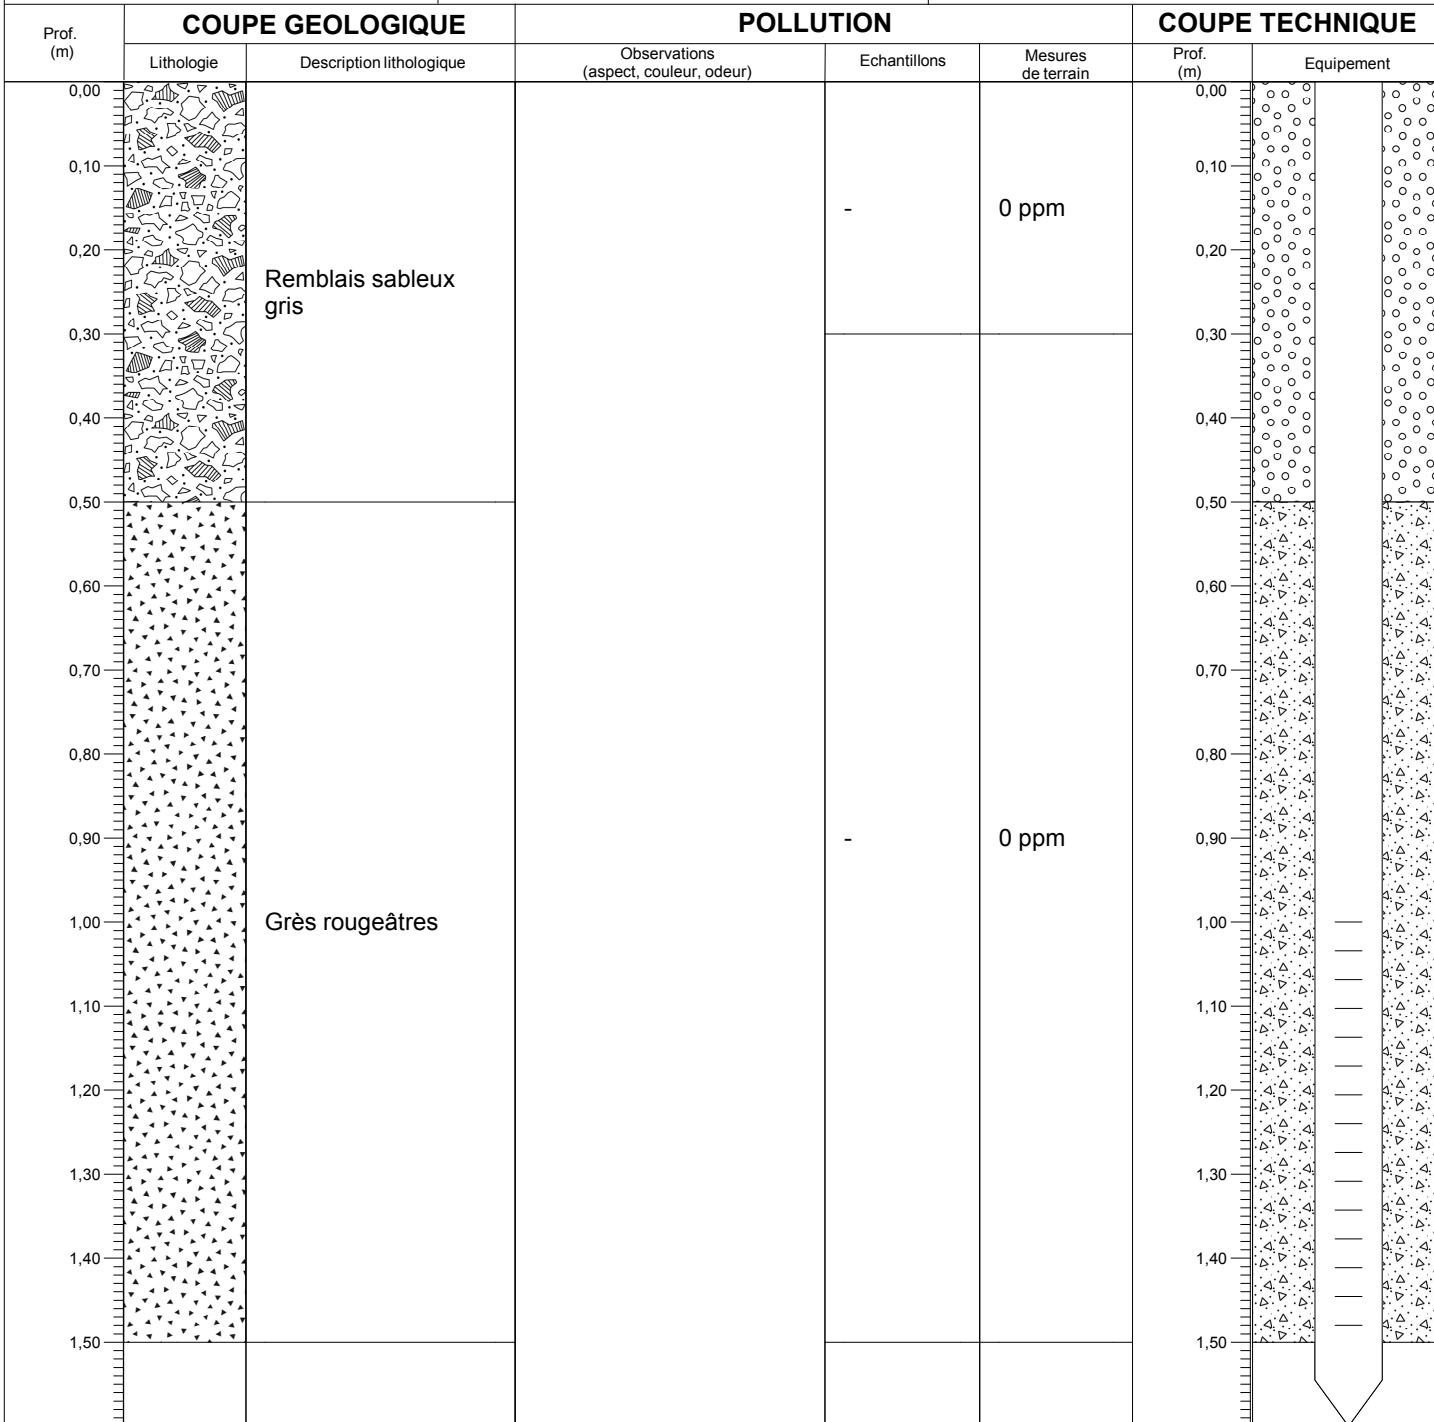 COUPE GEOLOGIQUE
POLLUTION
COUPE TECHNIQUE
Prof.
(m)
Lithologie
Description lithologique
Observations
(aspect, couleur, odeur)
Echantillons
Mesures
de terrain
Prof.
(m)
Equipement
0,00
0,10
0,20
0,30
0,40
0,50
0,60
0,70
0,80
0,90
1,00
1,10
1,20
1,30
1,40
1,50
Remblais sableux
gris
Grès rougeâtres
-
0 ppm
-
0 ppm
0,00
0,10
0,20
0,30
0,40
0,50
0,60
0,70
0,80
0,90
1,00
1,10
1,20
1,30
1,40
1,50